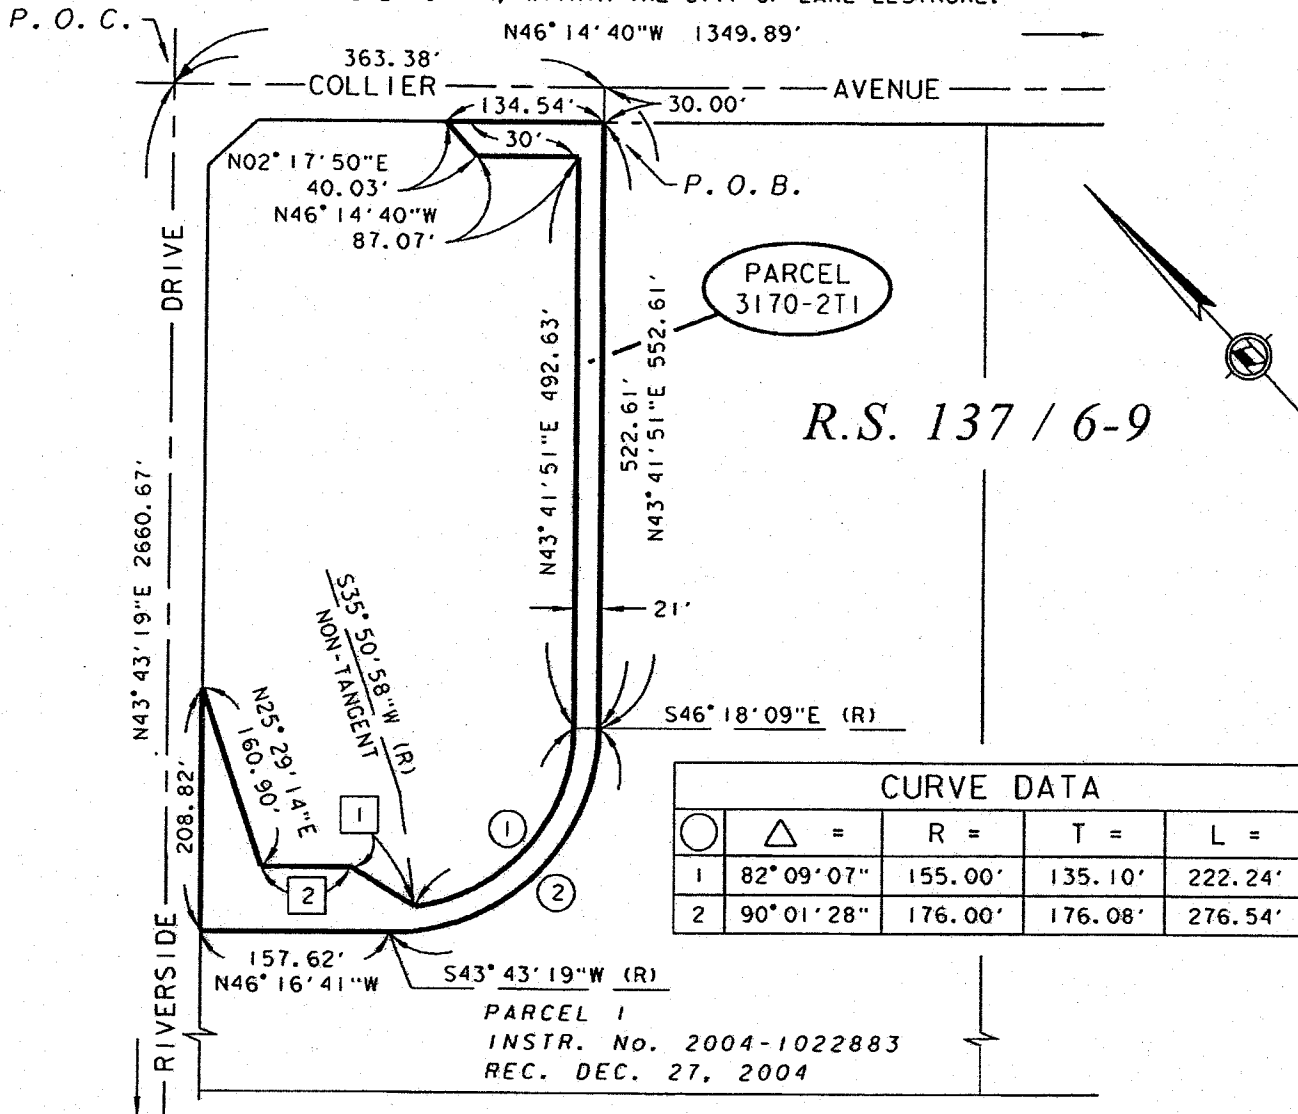 P.O.C.
N46°14'40"W 1349.89'
363.38'
COLLIER AVENUE
134.54'
30.00'
30'
N02°17'50"E
40.03'
N46°14'40"W
87.07'
P.O.B.
PARCEL
3170-2T1
DRIVE
N43°41'51"E 492.63'
522.61'
N43°41'51"E 552.61'
R.S. 137 / 6-9
N43°43'19"E 2660.67'
21'
S35°50'58"W (R)
NON-TANGENT
S46°18'09"E (R)
N25°29'14"E
160.90'
208.82'
1
2
1
2
CURVE DATA
△ = R = T = L =
1 82°09'07" 155.00' 135.10' 222.24'
2 90°01'28" 176.00' 176.08' 276.54'
157.62'
N46°16'41"W
S43°43'19"W (R)
RIVERSIDE
PARCEL 1
INSTR. No. 2004-1022883
REC. DEC. 27, 2004